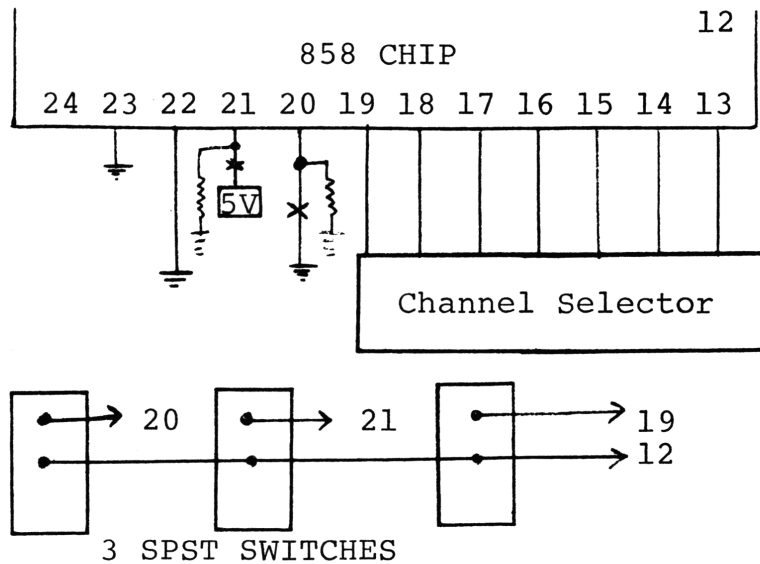 12
858 CHIP
24 23 22 21 20 19 18 17 16 15 14 13
5V
Channel Selector
20 21 19
12
3 SPST SWITCHES